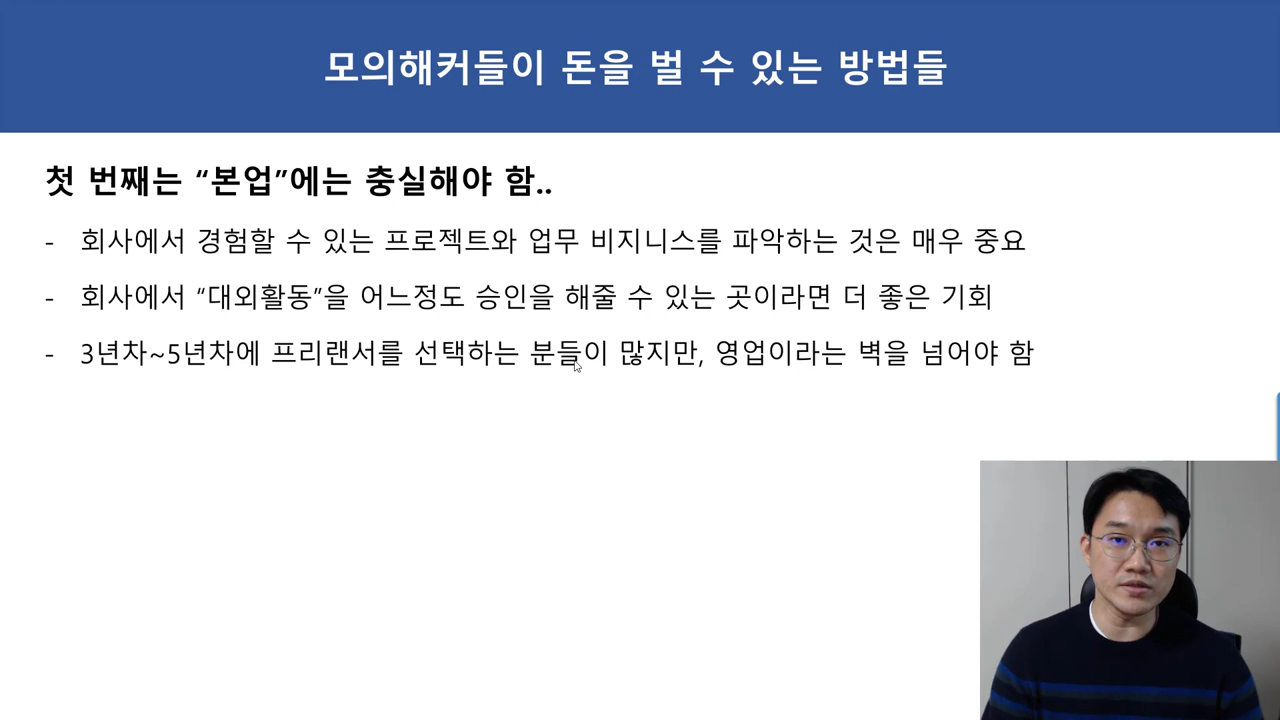 모의해커들이 돈을 벌 수 있는 방법들
첫 번째는 “본업”에는 충실해야 함..
- 회사에서 경험할 수 있는 프로젝트와 업무 비지니스를 파악하는 것은 매우 중요
- 회사에서 “대외활동”을 어느정도 승인을 해줄 수 있는 곳이라면 더 좋은 기회
- 3년차~5년차에 프리랜서를 선택하는 분들이 많지만, 영업이라는 벽을 넘어야 함